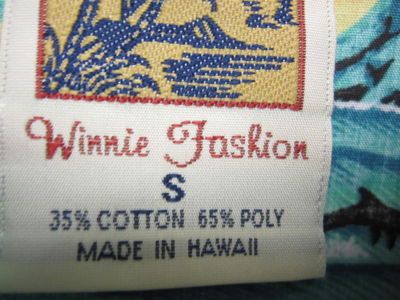 Winnie Fashion
S
35% COTTON 65% POLY
MADE IN HAWAII